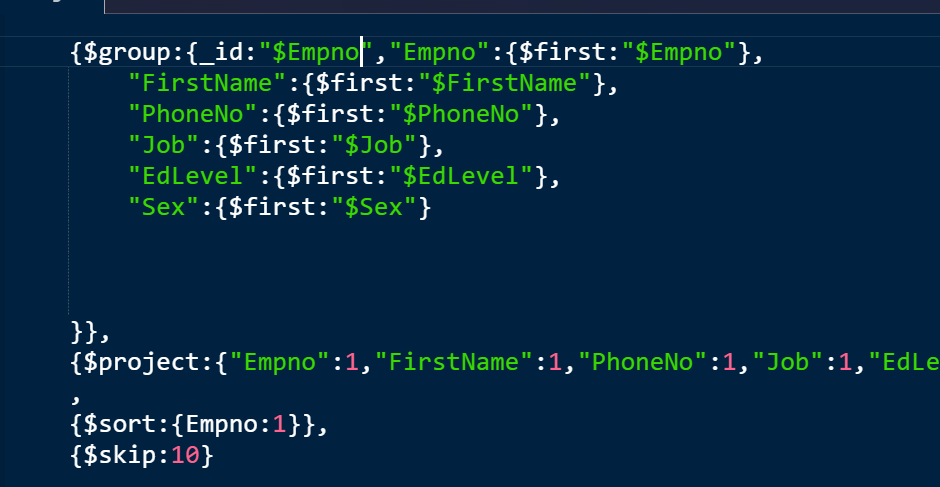 {$group:{_id:"$Empno","Empno":{$first:"$Empno"},
"FirstName":{$first:"$FirstName"},
"PhoneNo":{$first:"$PhoneNo"},
"Job":{$first:"$Job"},
"EdLevel":{$first:"$EdLevel"},
"Sex":{$first:"$Sex"}
}},
{$project:{"Empno":1,"FirstName":1,"PhoneNo":1,"Job":1,"EdLe
,
{$sort:{Empno:1}},
{$skip:10}